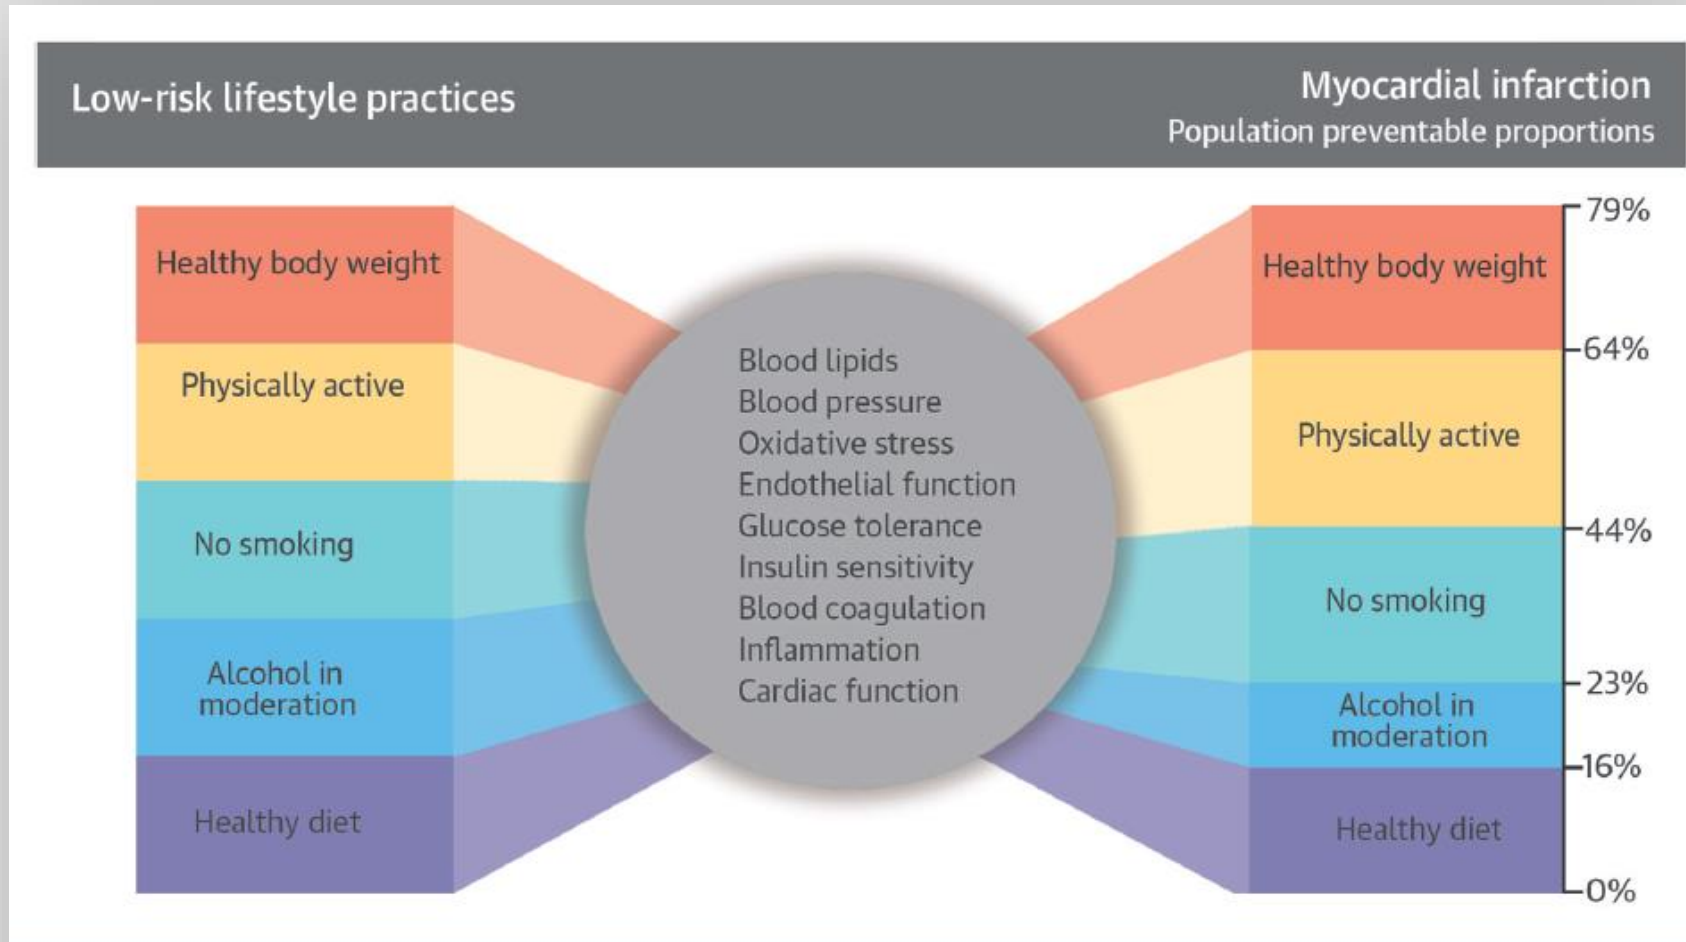 Low-risk lifestyle practices
Myocardial infarction
Population preventable proportions
Healthy body weight
Physically active
No smoking
Alcohol in
moderation
Healthy diet
Blood lipids
Blood pressure
Oxidative stress
Endothelial function
Glucose tolerance
Insulin sensitivity
Blood coagulation
Inflammation
Cardiac function
Healthy body weight
Physically active
No smoking
Alcohol in
moderation
Healthy diet
79%
64%
44%
23%
16%
0%